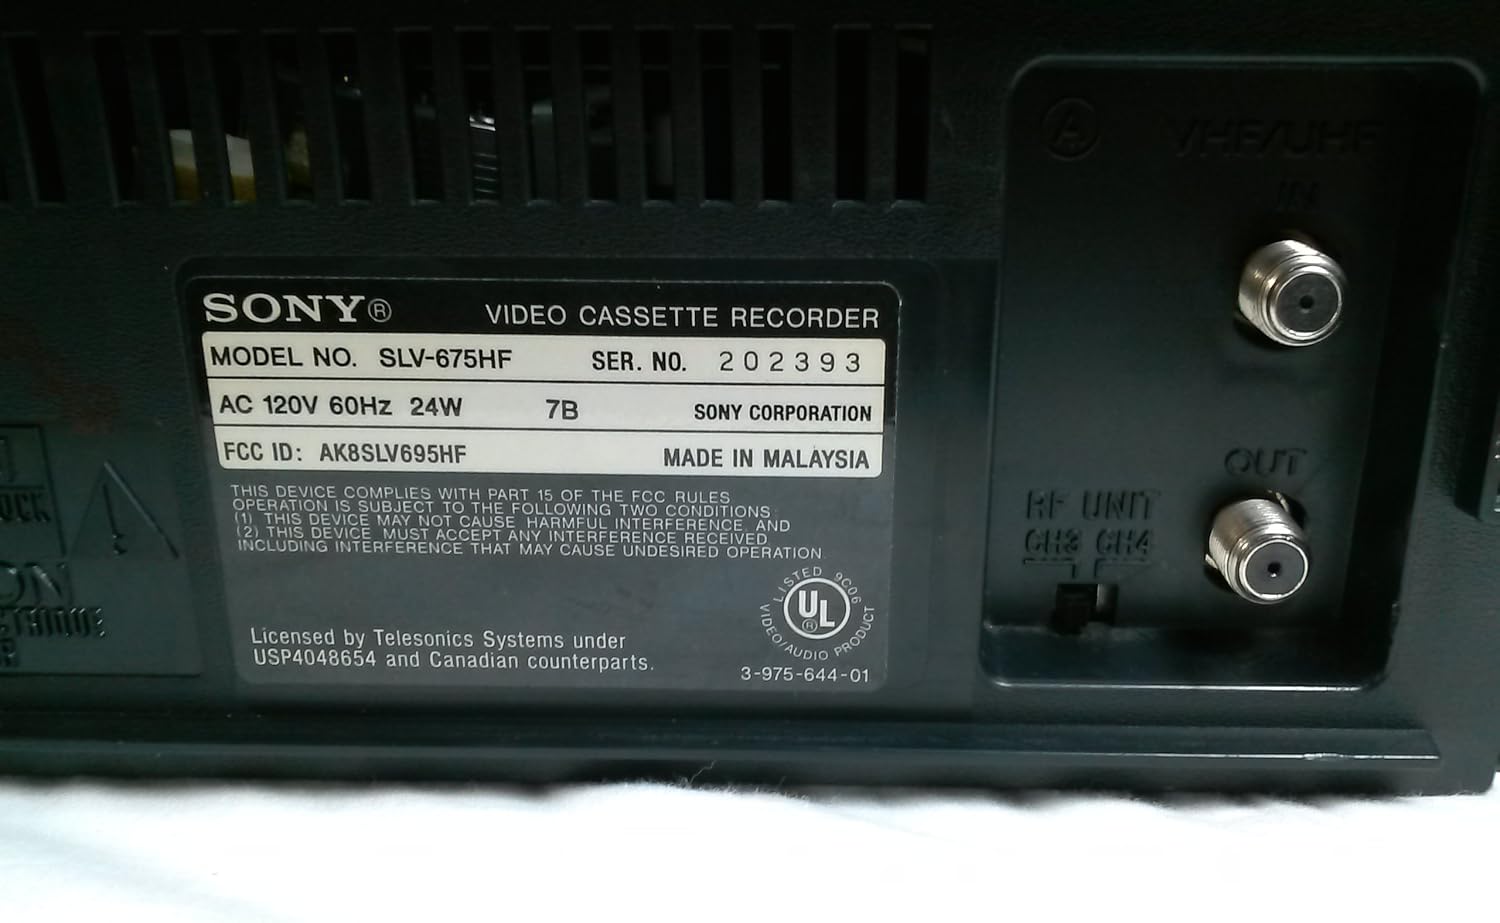 SONY® VIDEO CASSETTE RECORDER
MODEL NO. SLV-675HF SER. NO. 202393
AC 120V 60Hz 24W 7B SONY CORPORATION
FCC ID: AK8SLV695HF MADE IN MALAYSIA
THIS DEVICE COMPLIES WITH PART 15 OF THE FCC RULES
OPERATION IS SUBJECT TO THE FOLLOWING TWO CONDITIONS:
(1) THIS DEVICE MAY NOT CAUSE HARMFUL INTERFERENCE, AND
(2) THIS DEVICE MUST ACCEPT ANY INTERFERENCE RECEIVED,
INCLUDING INTERFERENCE THAT MAY CAUSE UNDESIRED OPERATION.
LISTED 9C06
UL®
VIDEO/AUDIO PRODUCT
Licensed by Telesonics Systems under
USP4048654 and Canadian counterparts.
3-975-644-01
A VHF/UHF
IN
OUT
RF UNIT
CH3 CH4